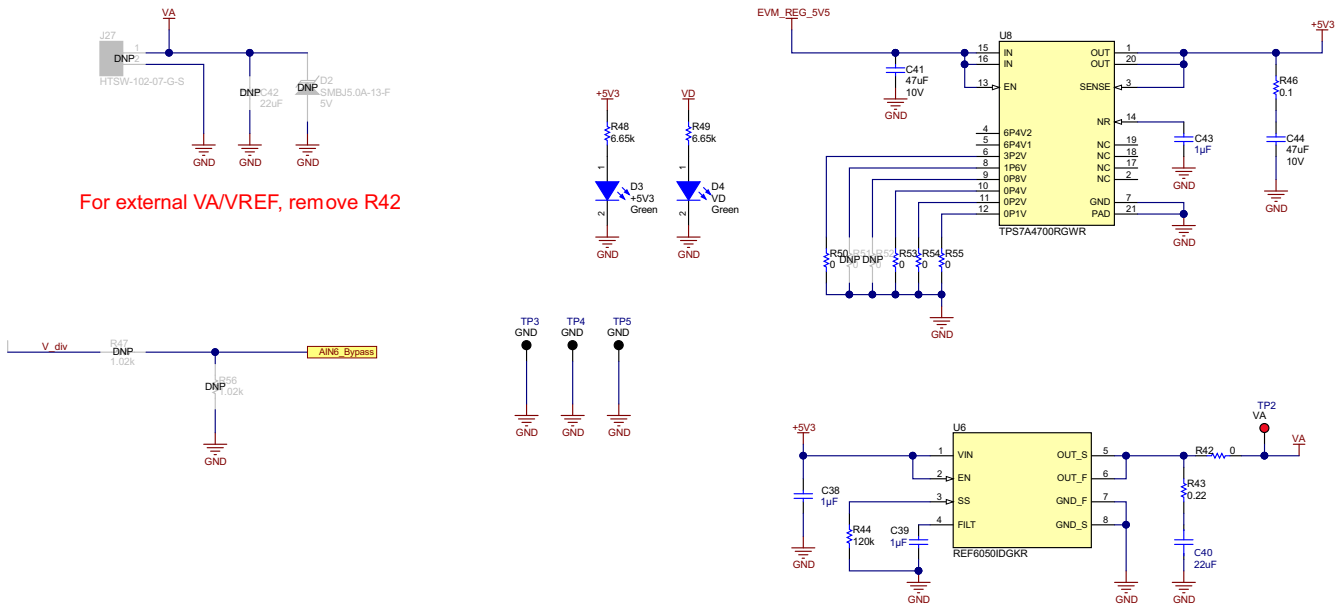 VA
J27
1
2
DNP
HTSW-102-07-G-S
DNP
C42
22uF
DNP
D2
SMBJ5.0A-13-F
5V
GND
GND
GND
For external VA/VREF, remove R42
+5V3
R48
6.65k
1
D3
+5V3
Green
2
GND
VD
R49
6.65k
1
D4
VD
Green
2
GND
EVM_REG_5V5
C41
47uF
10V
GND
U8
15 IN
16 IN
13 EN
4 6P4V2
5 6P4V1
6 3P2V
8 1P6V
9 0P8V
10 0P4V
11 0P2V
12 0P1V
OUT 1
OUT 20
SENSE 3
NR 14
NC 19
NC 18
NC 17
NC 2
GND 7
PAD 21
TPS7A4700RGWR
+5V3
R46
0.1
C44
47uF
10V
GND
C43
1µF
GND
GND
R50
0
DNP
R51
0
DNP
R52
0
R53
0
R54
0
R55
0
GND
V_div
R47
DNP
1.02k
AIN6_Bypass
DNP
R56
1.02k
GND
TP3
GND
TP4
GND
TP5
GND
GND
GND
GND
+5V3
C38
1µF
GND
R44
120k
C39
1µF
GND
U6
1 VIN
2 EN
3 SS
4 FILT
OUT_S 5
OUT_F 6
GND_F 7
GND_S 8
REF6050IDGKR
GND
R42 0
R43
0.22
C40
22uF
GND
TP2
VA
VA